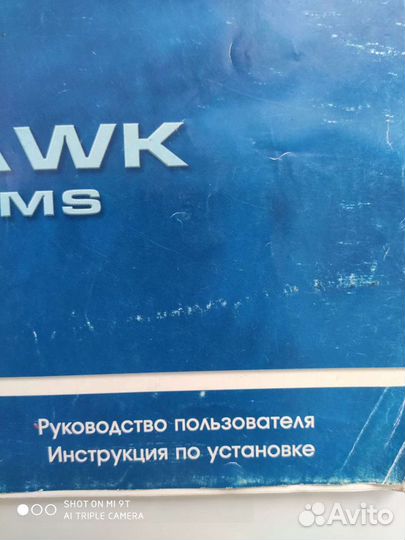 AWK
MS
Руководство пользователя
Инструкция по установке
SHOT ON MI 9T
AI TRIPLE CAMERA
Avito